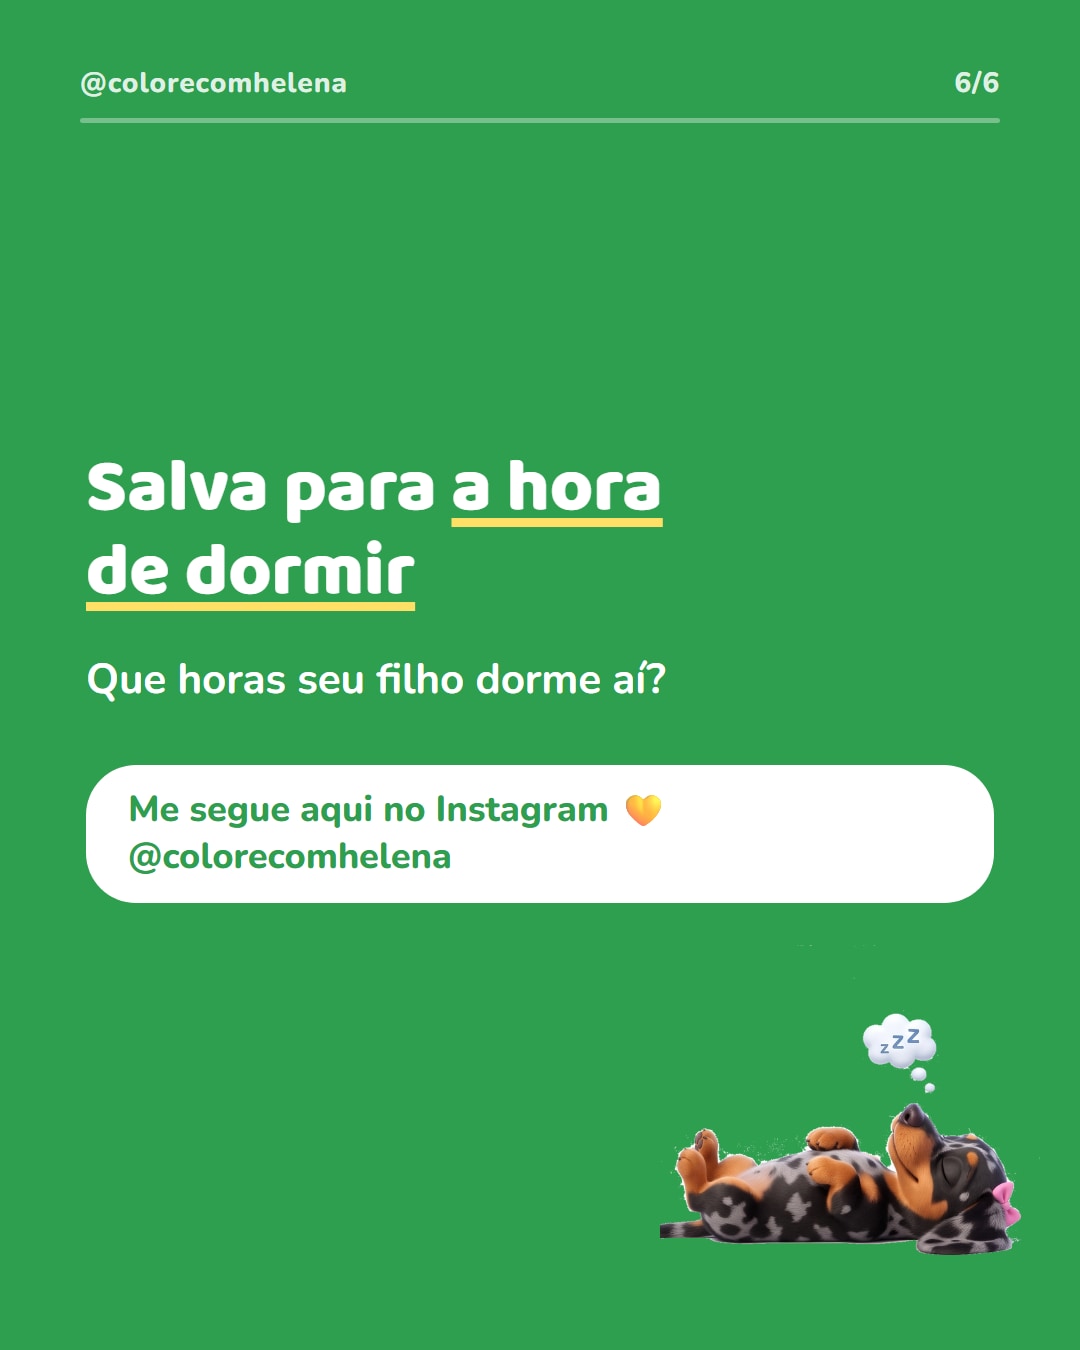 @colorecomhelena
6/6
Salva para a hora
de dormir
Que horas seu filho dorme aí?
Me segue aqui no Instagram 💛
@colorecomhelena
z z z